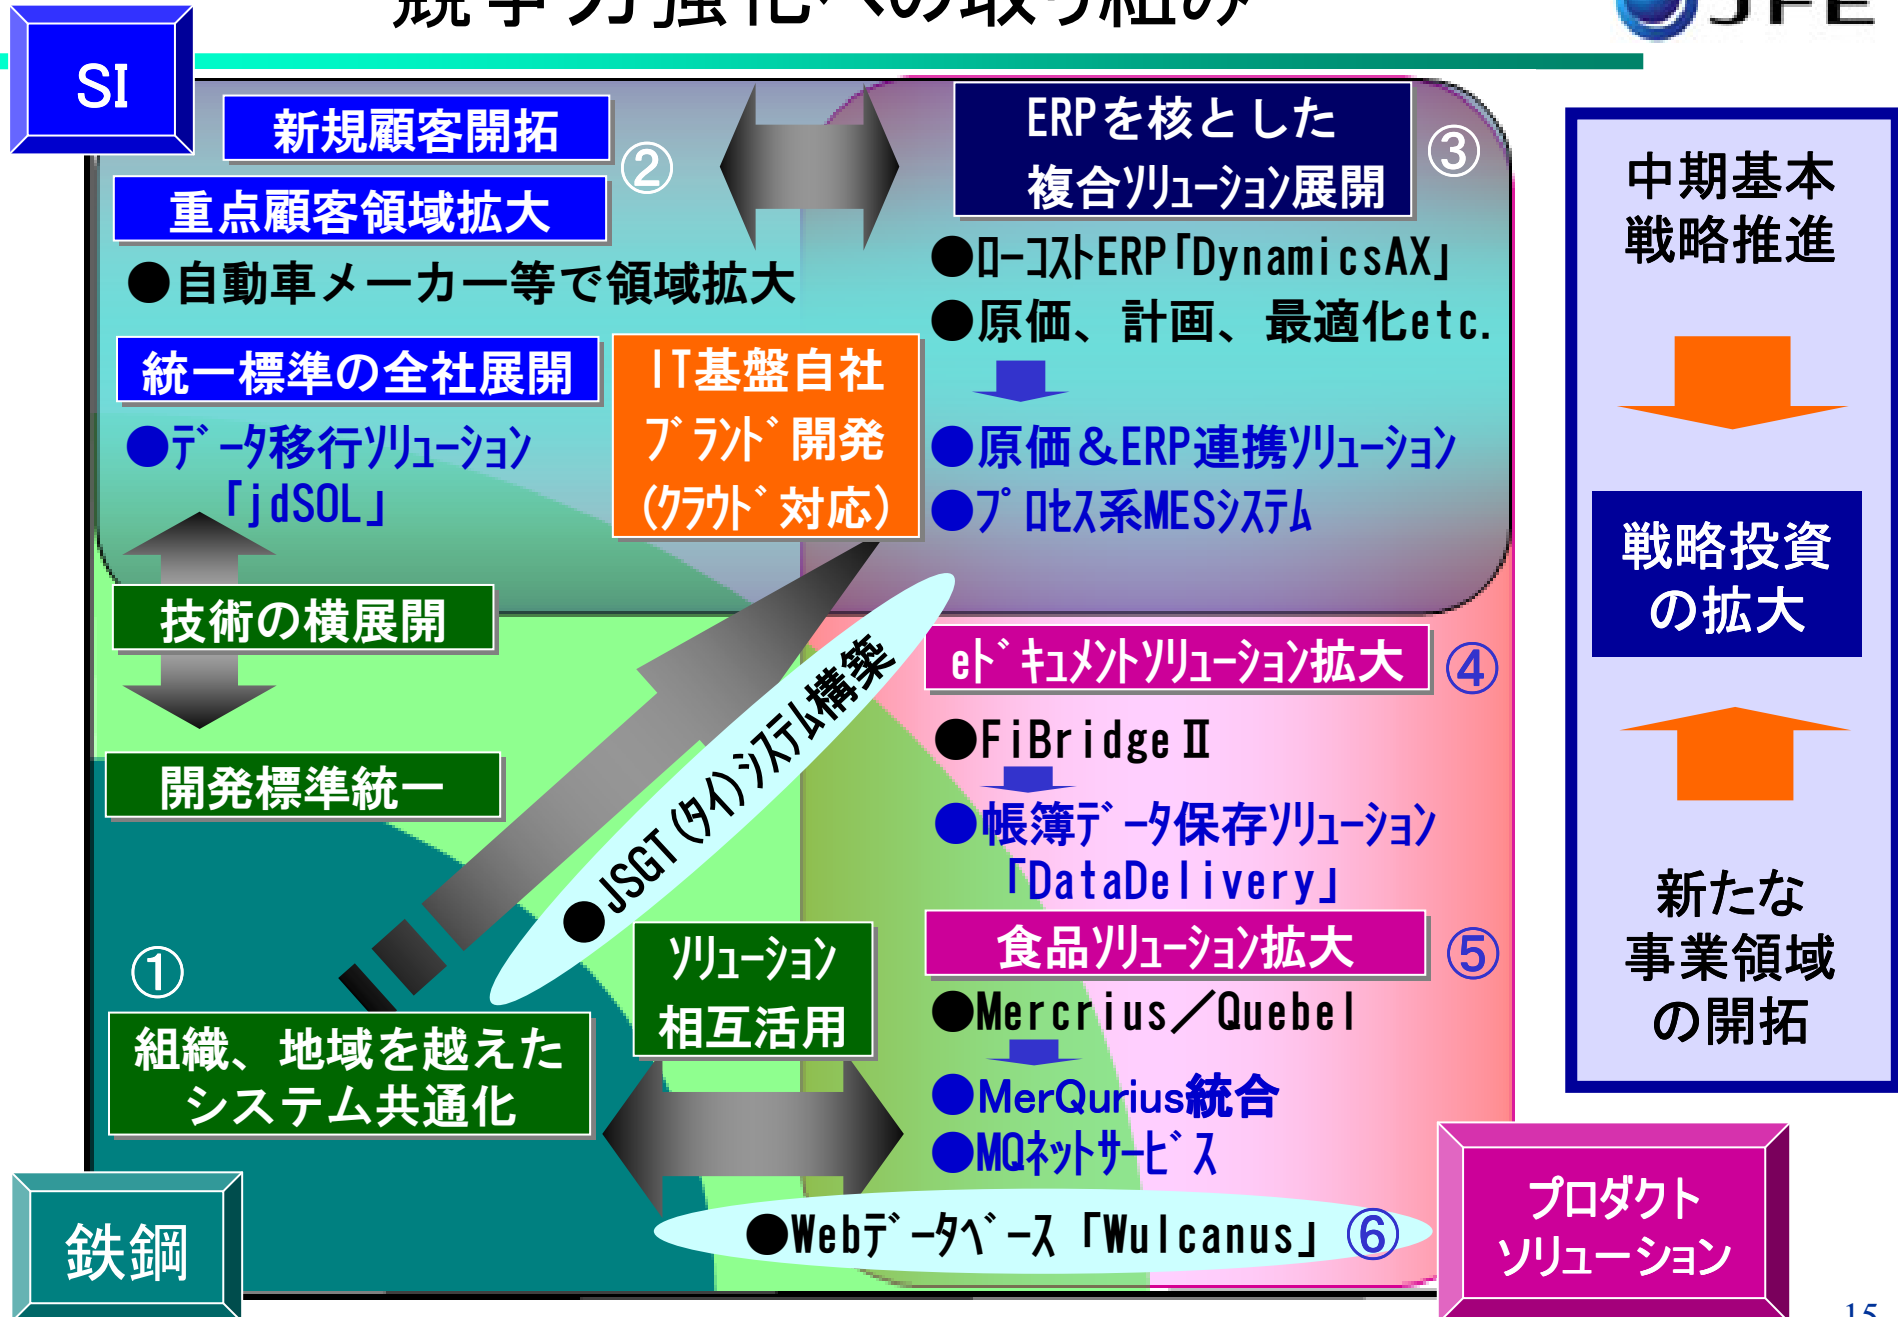 競争力強化への取り組み
JFE
SI
新規顧客開拓
②
重点顧客領域拡大
●自動車メーカー等で領域拡大
統一標準の全社展開
●ﾃﾞｰﾀ移行ｿﾘｭｰｼｮﾝ
「jdSOL」
IT基盤自社
ﾌﾞﾗﾝﾄﾞ開発
(ｸﾗｳﾄﾞ対応)
ERPを核とした
複合ｿﾘｭｰｼｮﾝ展開
③
●ﾛｰｺｽﾄERP「DynamicsAX」
●原価、計画、最適化etc.
●原価＆ERP連携ｿﾘｭｰｼｮﾝ
●ﾌﾟﾛｾｽ系MESｼｽﾃﾑ
技術の横展開
開発標準統一
●JSGT(ﾀｲ)ｼｽﾃﾑ構築
①
組織、地域を越えた
システム共通化
ｿﾘｭｰｼｮﾝ
相互活用
eﾄﾞｷｭﾒﾝﾄｿﾘｭｰｼｮﾝ拡大
④
●FiBridgeⅡ
●帳簿ﾃﾞｰﾀ保存ｿﾘｭｰｼｮﾝ
「DataDelivery」
食品ｿﾘｭｰｼｮﾝ拡大
⑤
●Mercrius／Quebel
●MerQurius統合
●MQﾈｯﾄｻｰﾋﾞｽ
●Webﾃﾞｰﾀﾍﾞｰｽ「Wulcanus」⑥
鉄鋼
プロダクト
ソリューション
中期基本
戦略推進
戦略投資
の拡大
新たな
事業領域
の開拓
15